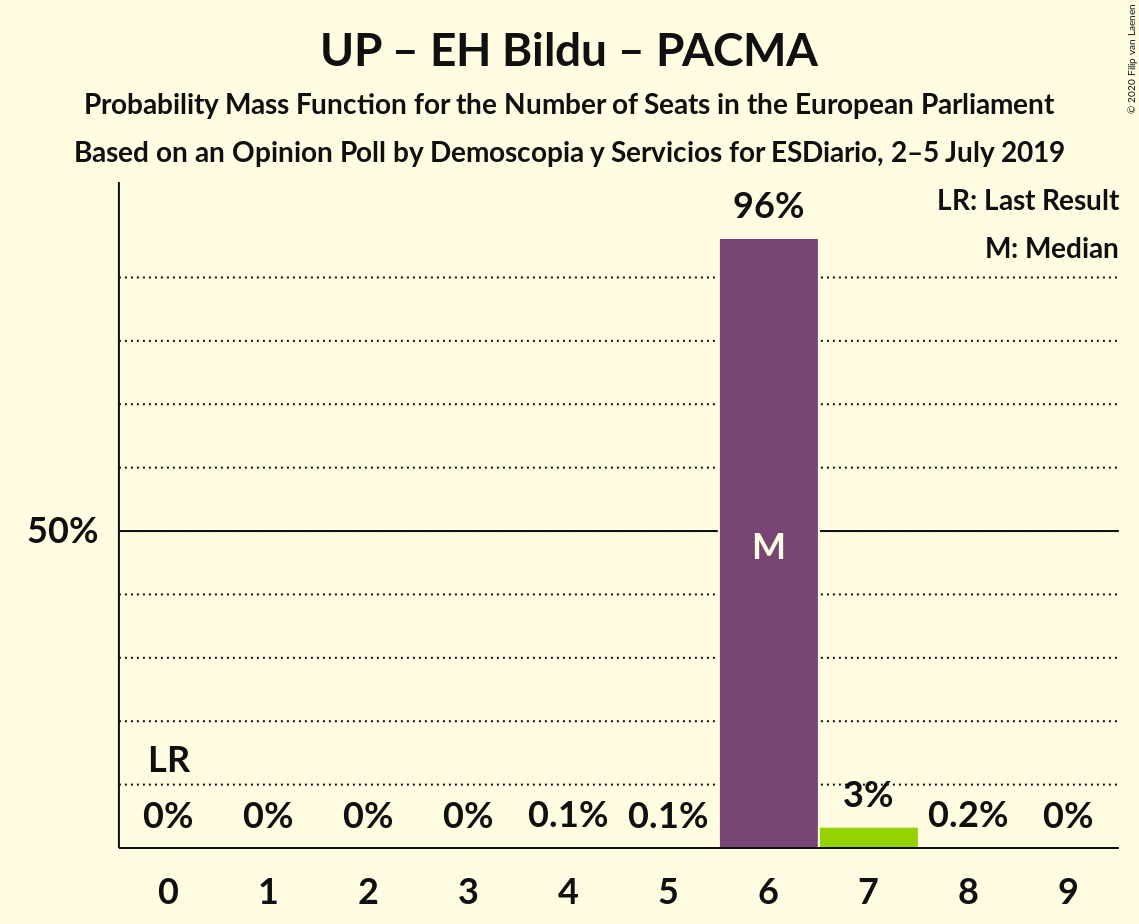 UP – EH Bildu – PACMA
Probability Mass Function for the Number of Seats in the European Parliament
Based on an Opinion Poll by Demoscopia y Servicios for ESDiario, 2–5 July 2019
© 2020 Filip van Laenen
LR: Last Result
M: Median
96%
50%
M
LR
0% 0% 0% 0% 0.1% 0.1% 3% 0.2% 0%
0 1 2 3 4 5 6 7 8 9